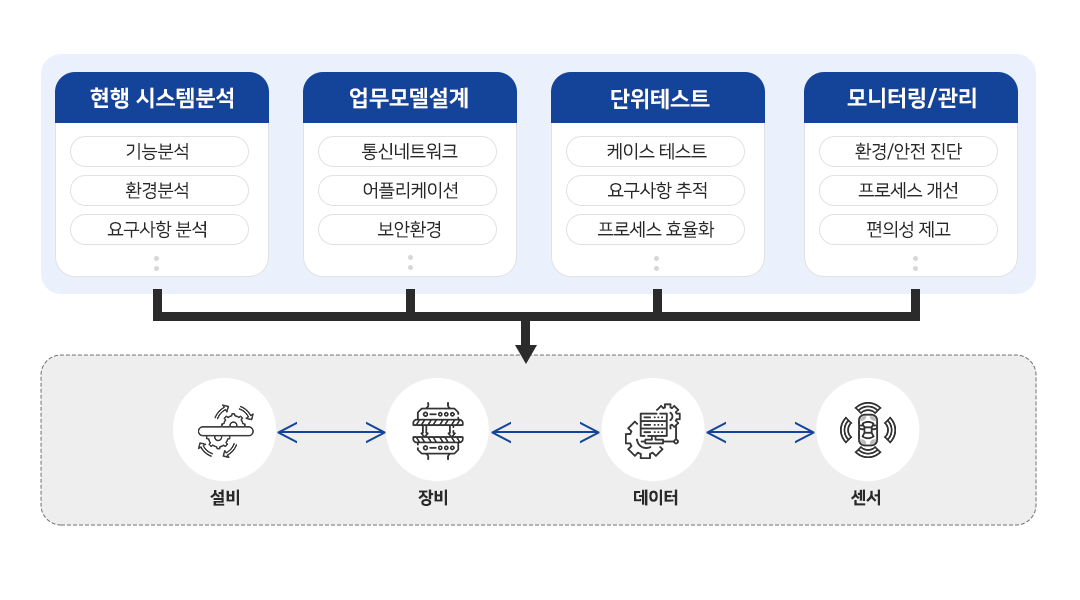 현행 시스템분석
기능분석
환경분석
요구사항 분석
업무모델설계
통신네트워크
어플리케이션
보안환경
단위테스트
케이스 테스트
요구사항 추적
프로세스 효율화
모니터링/관리
환경/안전 진단
프로세스 개선
편의성 제고
설비
장비
데이터
센서